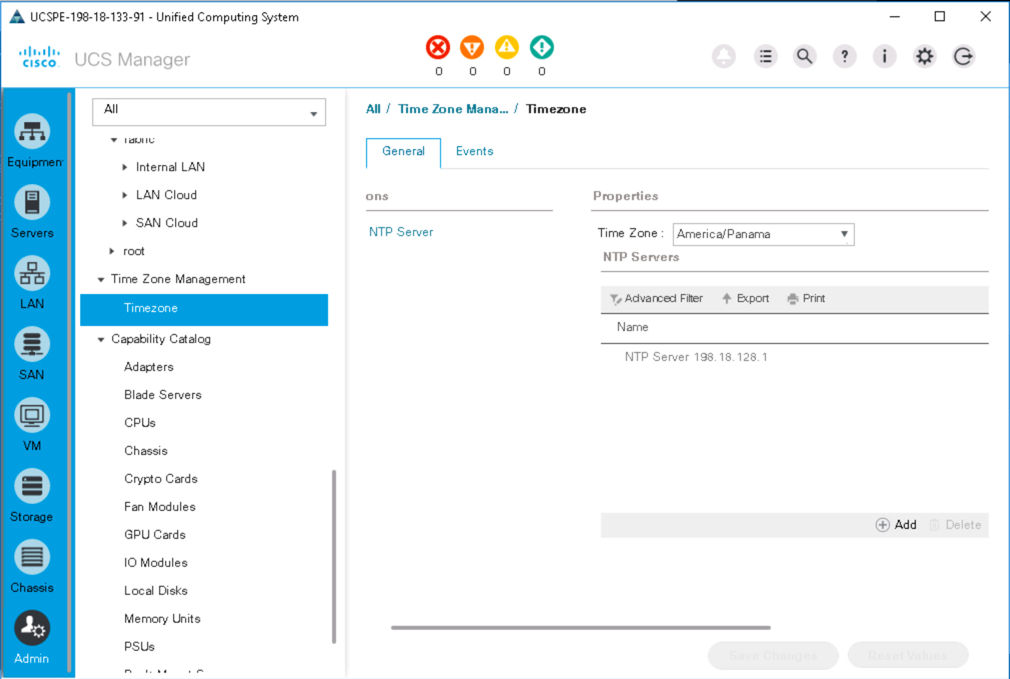 UCSPE-198-18-133-91 - Unified Computing System
cisco UCS Manager
0 0 0 0
? i
Equipmen
Servers
LAN
SAN
VM
Storage
Chassis
Admin
All
fabric
Internal LAN
LAN Cloud
SAN Cloud
root
Time Zone Management
Timezone
Capability Catalog
Adapters
Blade Servers
CPUs
Chassis
Crypto Cards
Fan Modules
GPU Cards
IO Modules
Local Disks
Memory Units
PSUs
All / Time Zone Mana... / Timezone
General Events
ons
NTP Server
Properties
Time Zone : America/Panama
NTP Servers
Advanced Filter Export Print
Name
NTP Server 198.18.128.1
Add Delete
Save Changes Reset Values